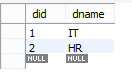 did dname
1 IT
2 HR
NULL NULL